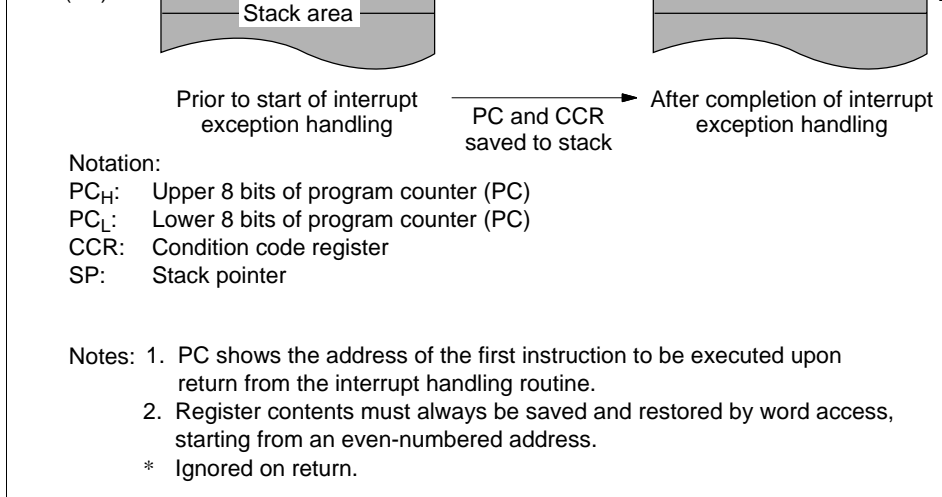 Stack area
Prior to start of interrupt
exception handling
PC and CCR
saved to stack
After completion of interrupt
exception handling
Notation:
PCH: Upper 8 bits of program counter (PC)
PCL: Lower 8 bits of program counter (PC)
CCR: Condition code register
SP: Stack pointer
Notes: 1. PC shows the address of the first instruction to be executed upon
return from the interrupt handling routine.
2. Register contents must always be saved and restored by word access,
starting from an even-numbered address.
* Ignored on return.